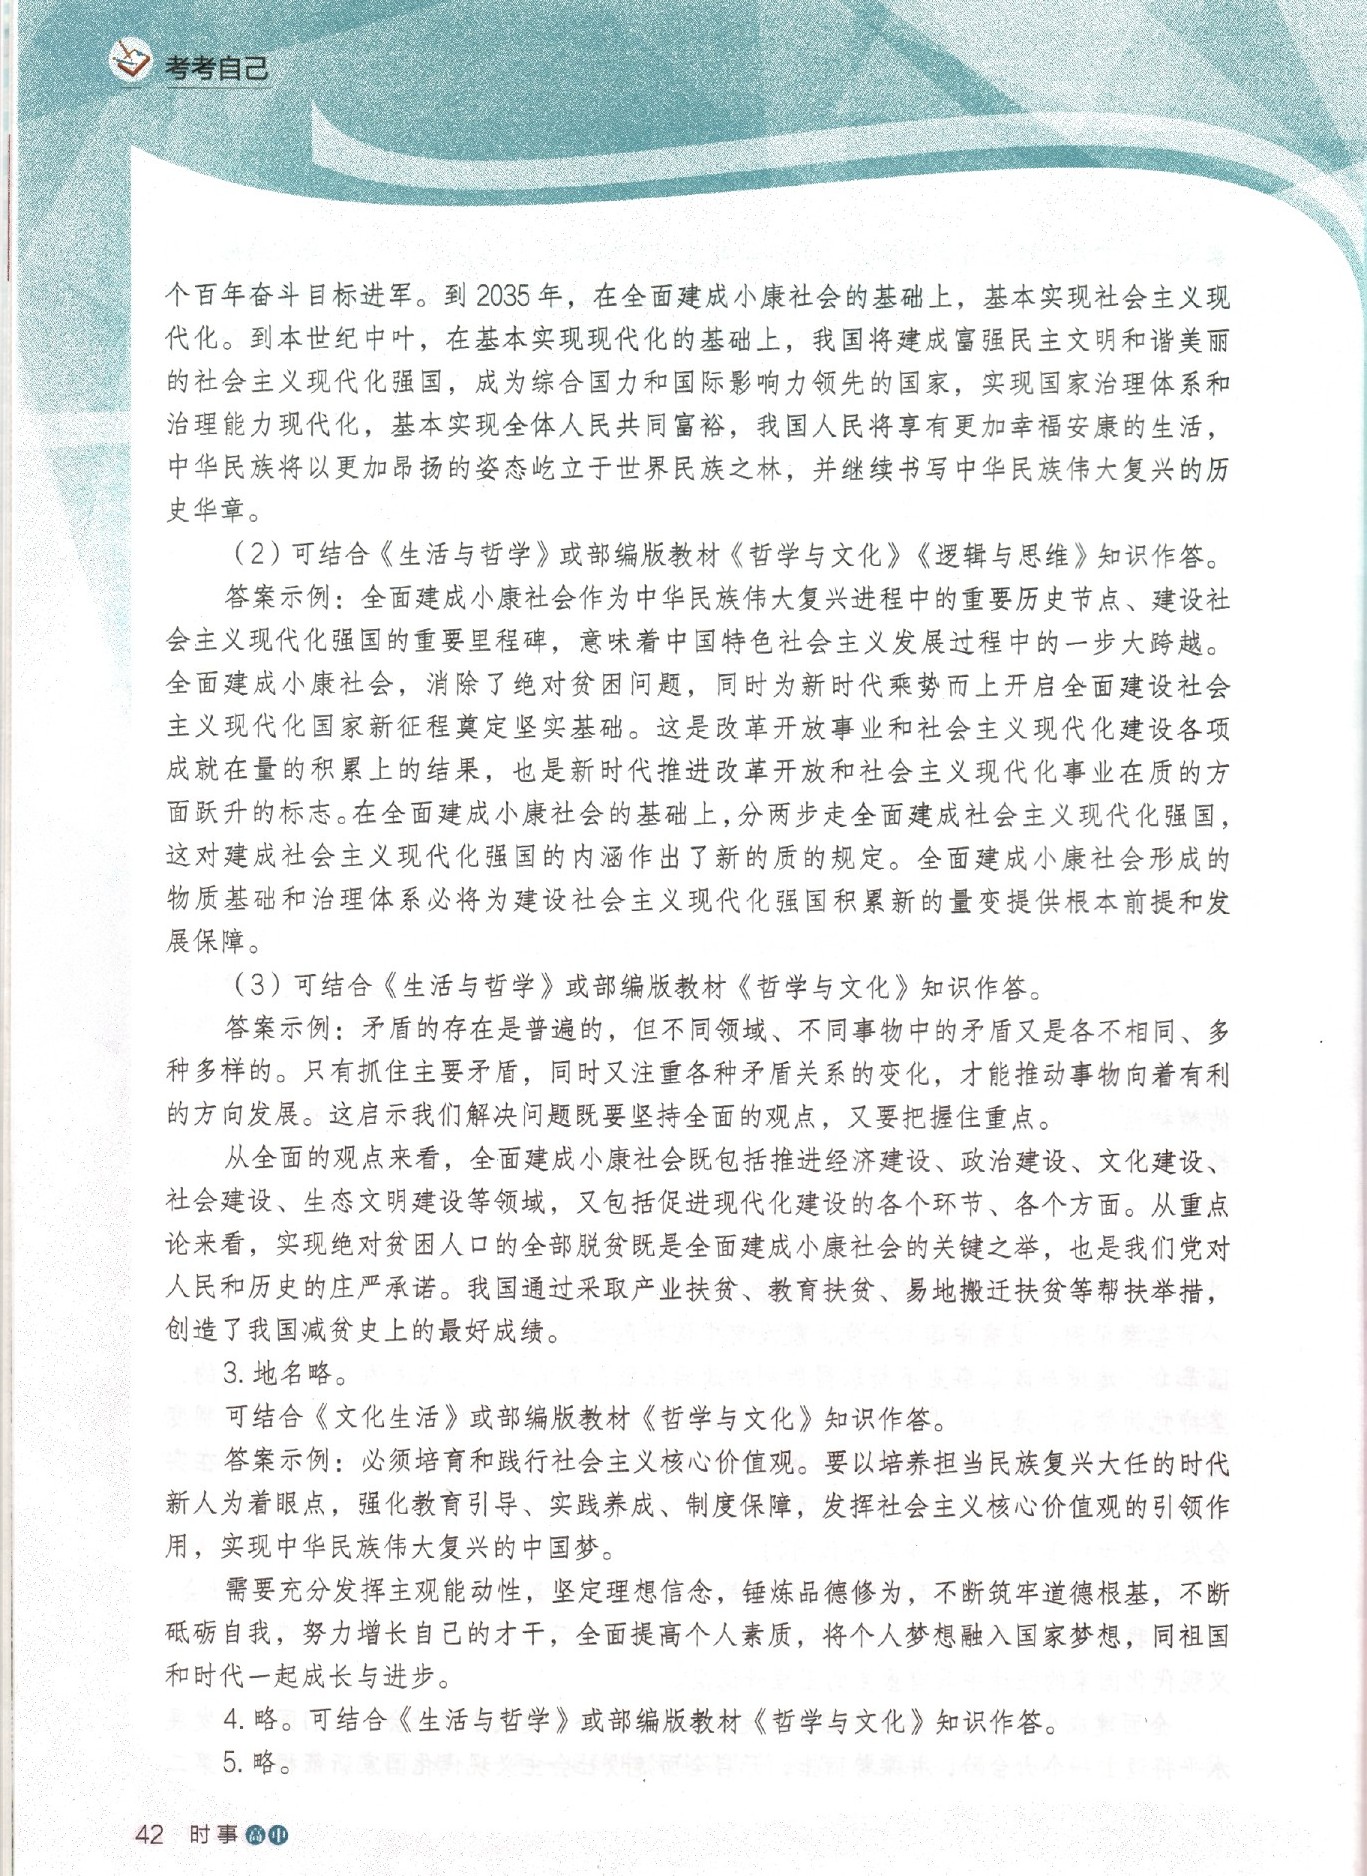 考考自己
个百年奋斗目标进军。到 2035 年，在全面建成小康社会的基础上，基本实现社会主义现
代化。到本世纪中叶，在基本实现现代化的基础上，我国将建成富强民主文明和谐美丽
的社会主义现代化强国，成为综合国力和国际影响力领先的国家，实现国家治理体系和
治理能力现代化，基本实现全体人民共同富裕，我国人民将享有更加幸福安康的生活，
中华民族将以更加昂扬的姿态屹立于世界民族之林，并继续书写中华民族伟大复兴的历
史华章。
（2）可结合《生活与哲学》或部编版教材《哲学与文化》《逻辑与思维》知识作答。
答案示例：全面建成小康社会作为中华民族伟大复兴进程中的重要历史节点、建设社
会主义现代化强国的重要里程碑，意味着中国特色社会主义发展过程中的一步大跨越。
全面建成小康社会，消除了绝对贫困问题，同时为新时代乘势而上开启全面建设社会
主义现代化国家新征程奠定坚实基础。这是改革开放事业和社会主义现代化建设各项
成就在量的积累上的结果，也是新时代推进改革开放和社会主义现代化事业在质的方
面跃升的标志。在全面建成小康社会的基础上，分两步走全面建成社会主义现代化强国，
这对建成社会主义现代化强国的内涵作出了新的质的规定。全面建成小康社会形成的
物质基础和治理体系必将为建设社会主义现代化强国积累新的量变提供根本前提和发
展保障。
（3）可结合《生活与哲学》或部编版教材《哲学与文化》知识作答。
答案示例：矛盾的存在是普遍的，但不同领域、不同事物中的矛盾又是各不相同、多
种多样的。只有抓住主要矛盾，同时又注重各种矛盾关系的变化，才能推动事物向着有利
的方向发展。这启示我们解决问题既要坚持全面的观点，又要把握住重点。
从全面的观点来看，全面建成小康社会既包括推进经济建设、政治建设、文化建设、
社会建设、生态文明建设等领域，又包括促进现代化建设的各个环节、各个方面。从重点
论来看，实现绝对贫困人口的全部脱贫既是全面建成小康社会的关键之举，也是我们党对
人民和历史的庄严承诺。我国通过采取产业扶贫、教育扶贫、易地搬迁扶贫等帮扶举措，
创造了我国减贫史上的最好成绩。
3. 地名略。
可结合《文化生活》或部编版教材《哲学与文化》知识作答。
答案示例：必须培育和践行社会主义核心价值观。要以培养担当民族复兴大任的时代
新人为着眼点，强化教育引导、实践养成、制度保障，发挥社会主义核心价值观的引领作
用，实现中华民族伟大复兴的中国梦。
需要充分发挥主观能动性，坚定理想信念，锤炼品德修为，不断筑牢道德根基，不断
砥砺自我，努力增长自己的才干，全面提高个人素质，将个人梦想融入国家梦想，同祖国
和时代一起成长与进步。
4. 略。可结合《生活与哲学》或部编版教材《哲学与文化》知识作答。
5. 略。
42 时事高中